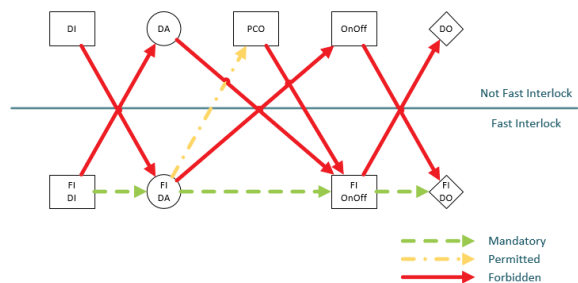 DI
DA
PCO
OnOff
DO
Not Fast Interlock
Fast Interlock
FI
DI
FI
DA
FI
OnOff
FI
DO
Mandatory
Permitted
Forbidden